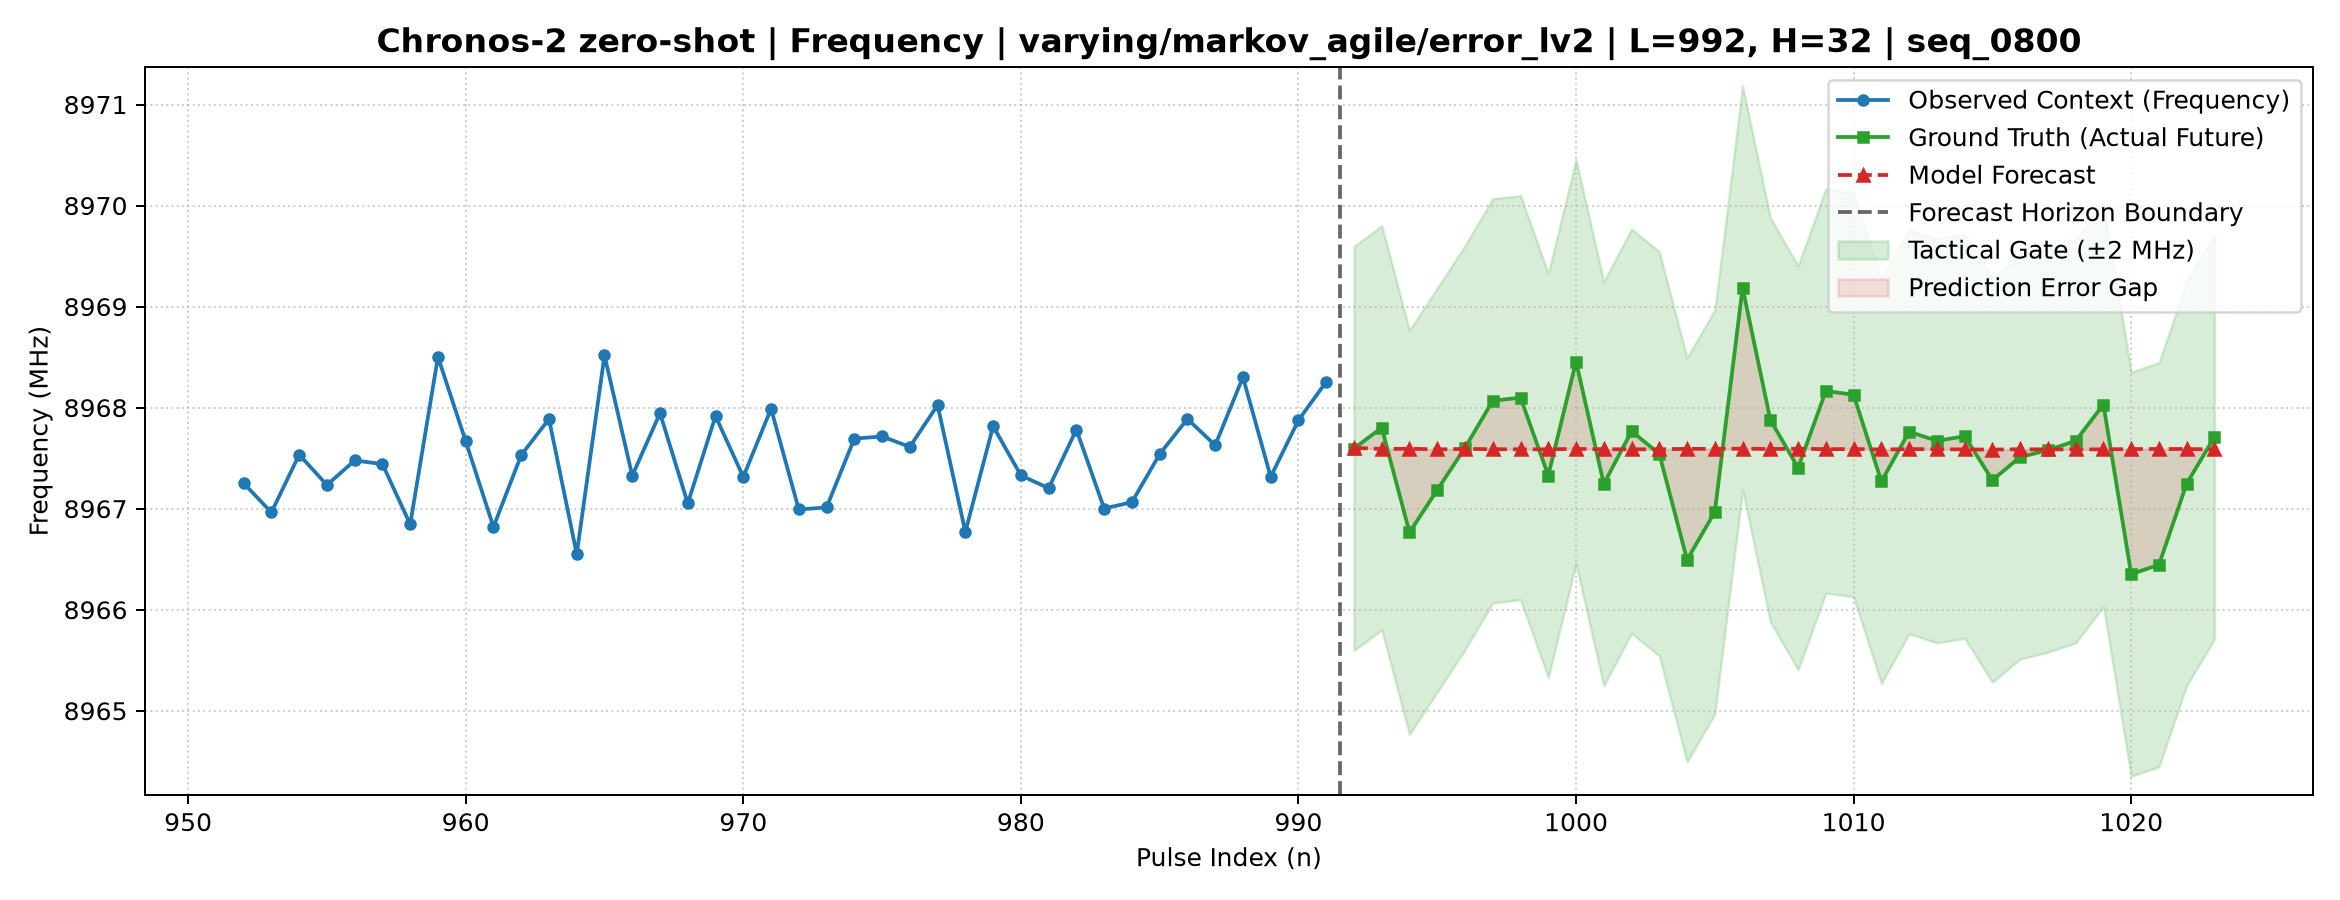 Chronos-2 zero-shot | Frequency | varying/markov_agile/error_lv2 | L=992, H=32 | seq_0800
Observed Context (Frequency)
Ground Truth (Actual Future)
Model Forecast
Forecast Horizon Boundary
Tactical Gate (±2 MHz)
Prediction Error Gap
Frequency (MHz)
8971
8970
8969
8968
8967
8966
8965
950
960
970
980
990
1000
1010
1020
Pulse Index (n)